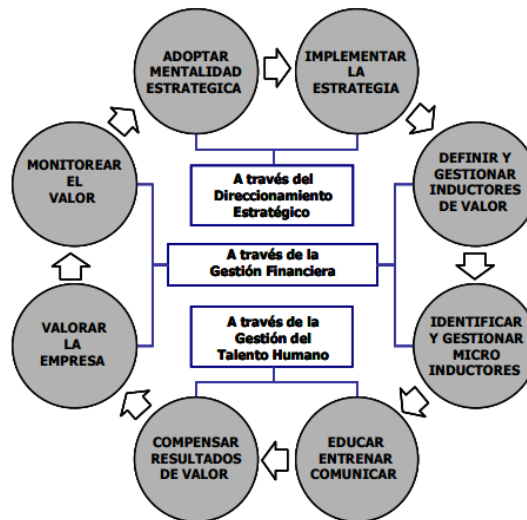 ADOPTAR
MENTALIDAD
ESTRATEGICA
IMPLEMENTAR
LA
ESTRATEGIA
DEFINIR Y
GESTIONAR
INDUCTORES
DE VALOR
IDENTIFICAR
Y GESTIONAR
MICRO
INDUCTORES
EDUCAR
ENTRENAR
COMUNICAR
COMPENSAR
RESULTADOS
DE VALOR
VALORAR
LA
EMPRESA
MONITOREAR
EL
VALOR
A través del
Direccionamiento
Estratégico
A través de la
Gestión Financiera
A través de la
Gestión del
Talento Humano